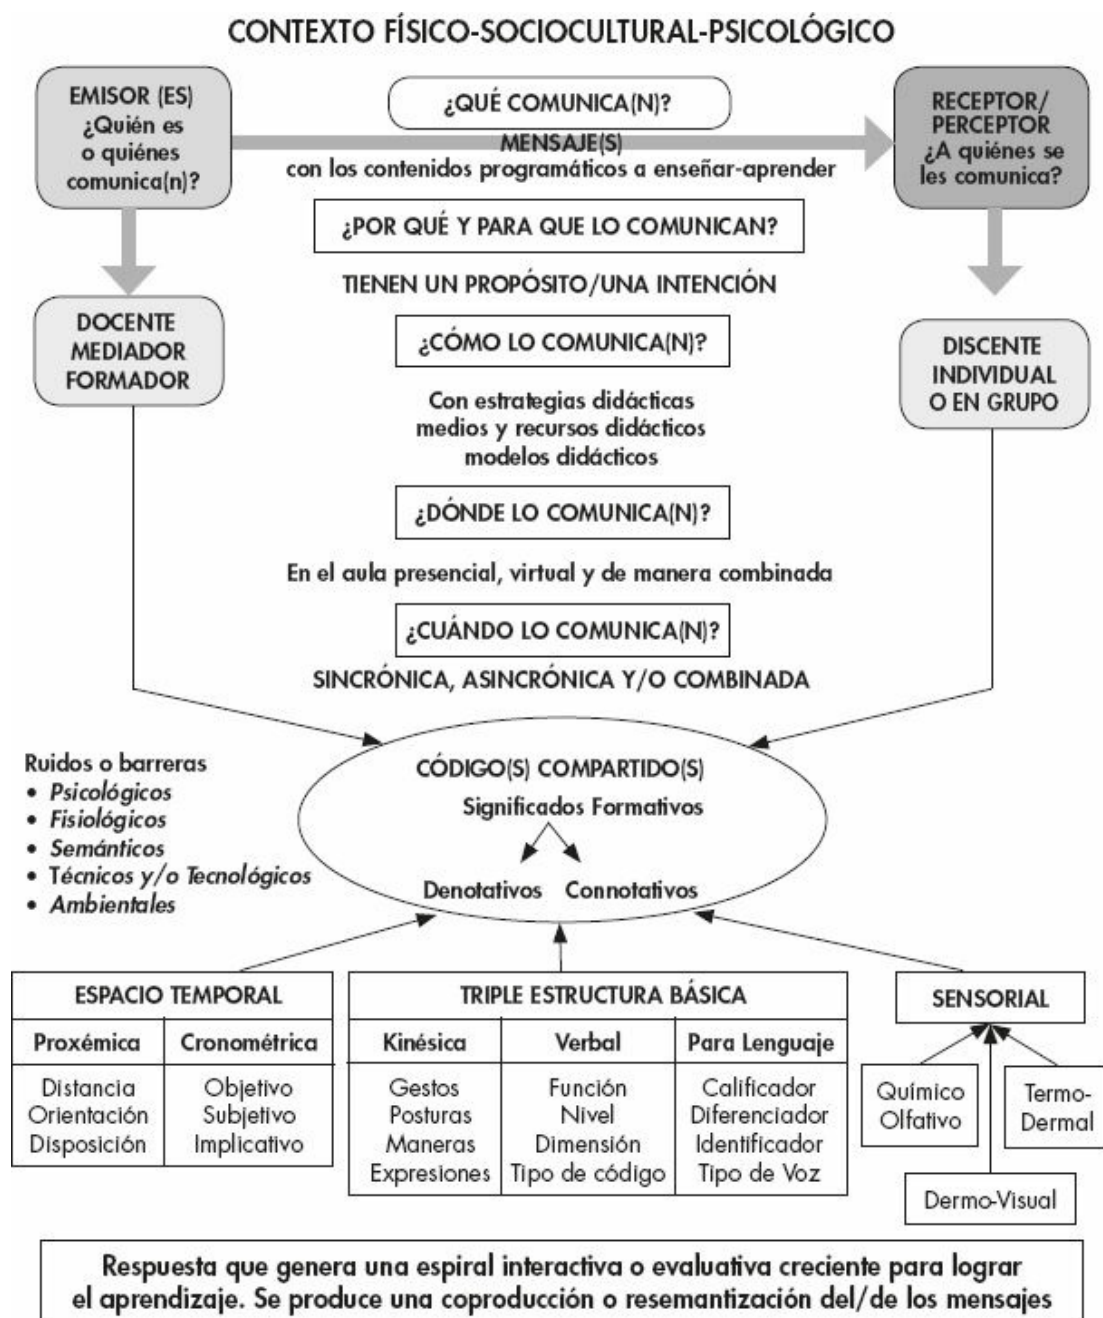 CONTEXTO FÍSICO-SOCIOCULTURAL-PSICOLÓGICO
EMISOR (ES)
¿Quién es
o quiénes
comunica(n)?
¿QUÉ COMUNICA(N)?
MENSAJE(S)
con los contenidos programáticos a enseñar-aprender
RECEPTOR/
PERCEPTOR
¿A quiénes se
les comunica?
¿POR QUÉ Y PARA QUE LO COMUNICAN?
TIENEN UN PROPÓSITO/UNA INTENCIÓN
DOCENTE
MEDIADOR
FORMADOR
¿CÓMO LO COMUNICA(N)?
DISCENTE
INDIVIDUAL
O EN GRUPO
Con estrategias didácticas
medios y recursos didácticos
modelos didácticos
¿DÓNDE LO COMUNICA(N)?
En el aula presencial, virtual y de manera combinada
¿CUÁNDO LO COMUNICA(N)?
SINCRÓNICA, ASINCRÓNICA Y/O COMBINADA
Ruidos o barreras
• Psicológicos
• Fisiológicos
• Semánticos
• Técnicos y/o Tecnológicos
• Ambientales
CÓDIGO(S) COMPARTIDO(S)
Significados Formativos
Denotativos Connotativos
ESPACIO TEMPORAL
Proxémica Cronométrica
Distancia Objetivo
Orientación Subjetivo
Disposición Implicativo
TRIPLE ESTRUCTURA BÁSICA
Kinésica Verbal Para Lenguaje
Gestos Función Calificador
Posturas Nivel Diferenciador
Maneras Dimensión Identificador
Expresiones Tipo de código Tipo de Voz
SENSORIAL
Químico
Olfativo
Termo-
Dermal
Dermo-Visual
Respuesta que genera una espiral interactiva o evaluativa creciente para lograr
el aprendizaje. Se produce una coproducción o resemantización del/de los mensajes